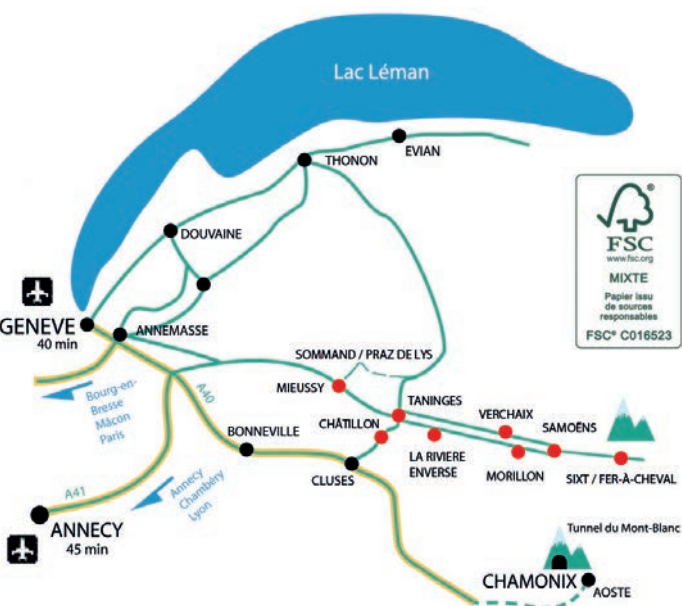 Lac Léman
EVIAN
THONON
FSC
®
www.fsc.org
MIXTE
Papier issu
de sources
responsables
FSC® C016523
DOUVAINE
GENEVE
40 min
ANNEMASSE
SOMMAND / PRAZ DE LYS
MIEUSSY
Bourg-en-
Bresse
Mâcon
Paris
A40
TANINGES
VERCHAIX
CHÂTILLON
SAMOËNS
BONNEVILLE
LA RIVIERE
ENVERSE
MORILLON
CLUSES
SIXT / FER-À-CHEVAL
A41
Annecy
Chambéry
Lyon
ANNECY
45 min
Tunnel du Mont-Blanc
CHAMONIX
AOSTE